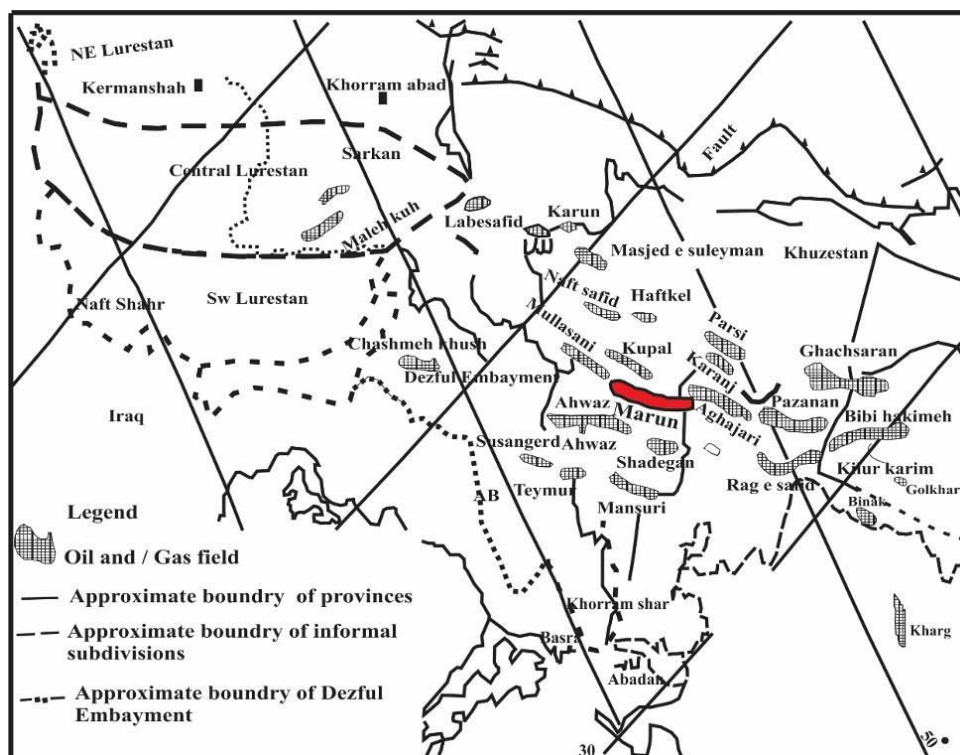 NE Lurestan
Kermanshah
Khorram abad
Fault
Sarkan
Central Lurestan
Maleh kuh
Labesafid
Karun
Masjed e suleyman
Khuzestan
Naft Shahr
Sw Lurestan
Naft safid
Haftkel
Mullasani
Parsi
Chashmeh khush
Kupal
Karanj
Ghachsaran
Dezful Embayment
Iraq
Ahwaz
Marun
Aghajari
Pazanan
Bibi hakimeh
Susangerd
Ahwaz
Shadegan
Kilur karim
Golkhar
Teymur
AB
Mansuri
Rag e safid
Binak
Legend
Oil and / Gas field
Approximate boundry of provinces
Approximate boundry of informal
subdivisions
Approximate boundry of Dezful
Embayment
Khorram shar
Basra
Abadan
Kharg
30
50